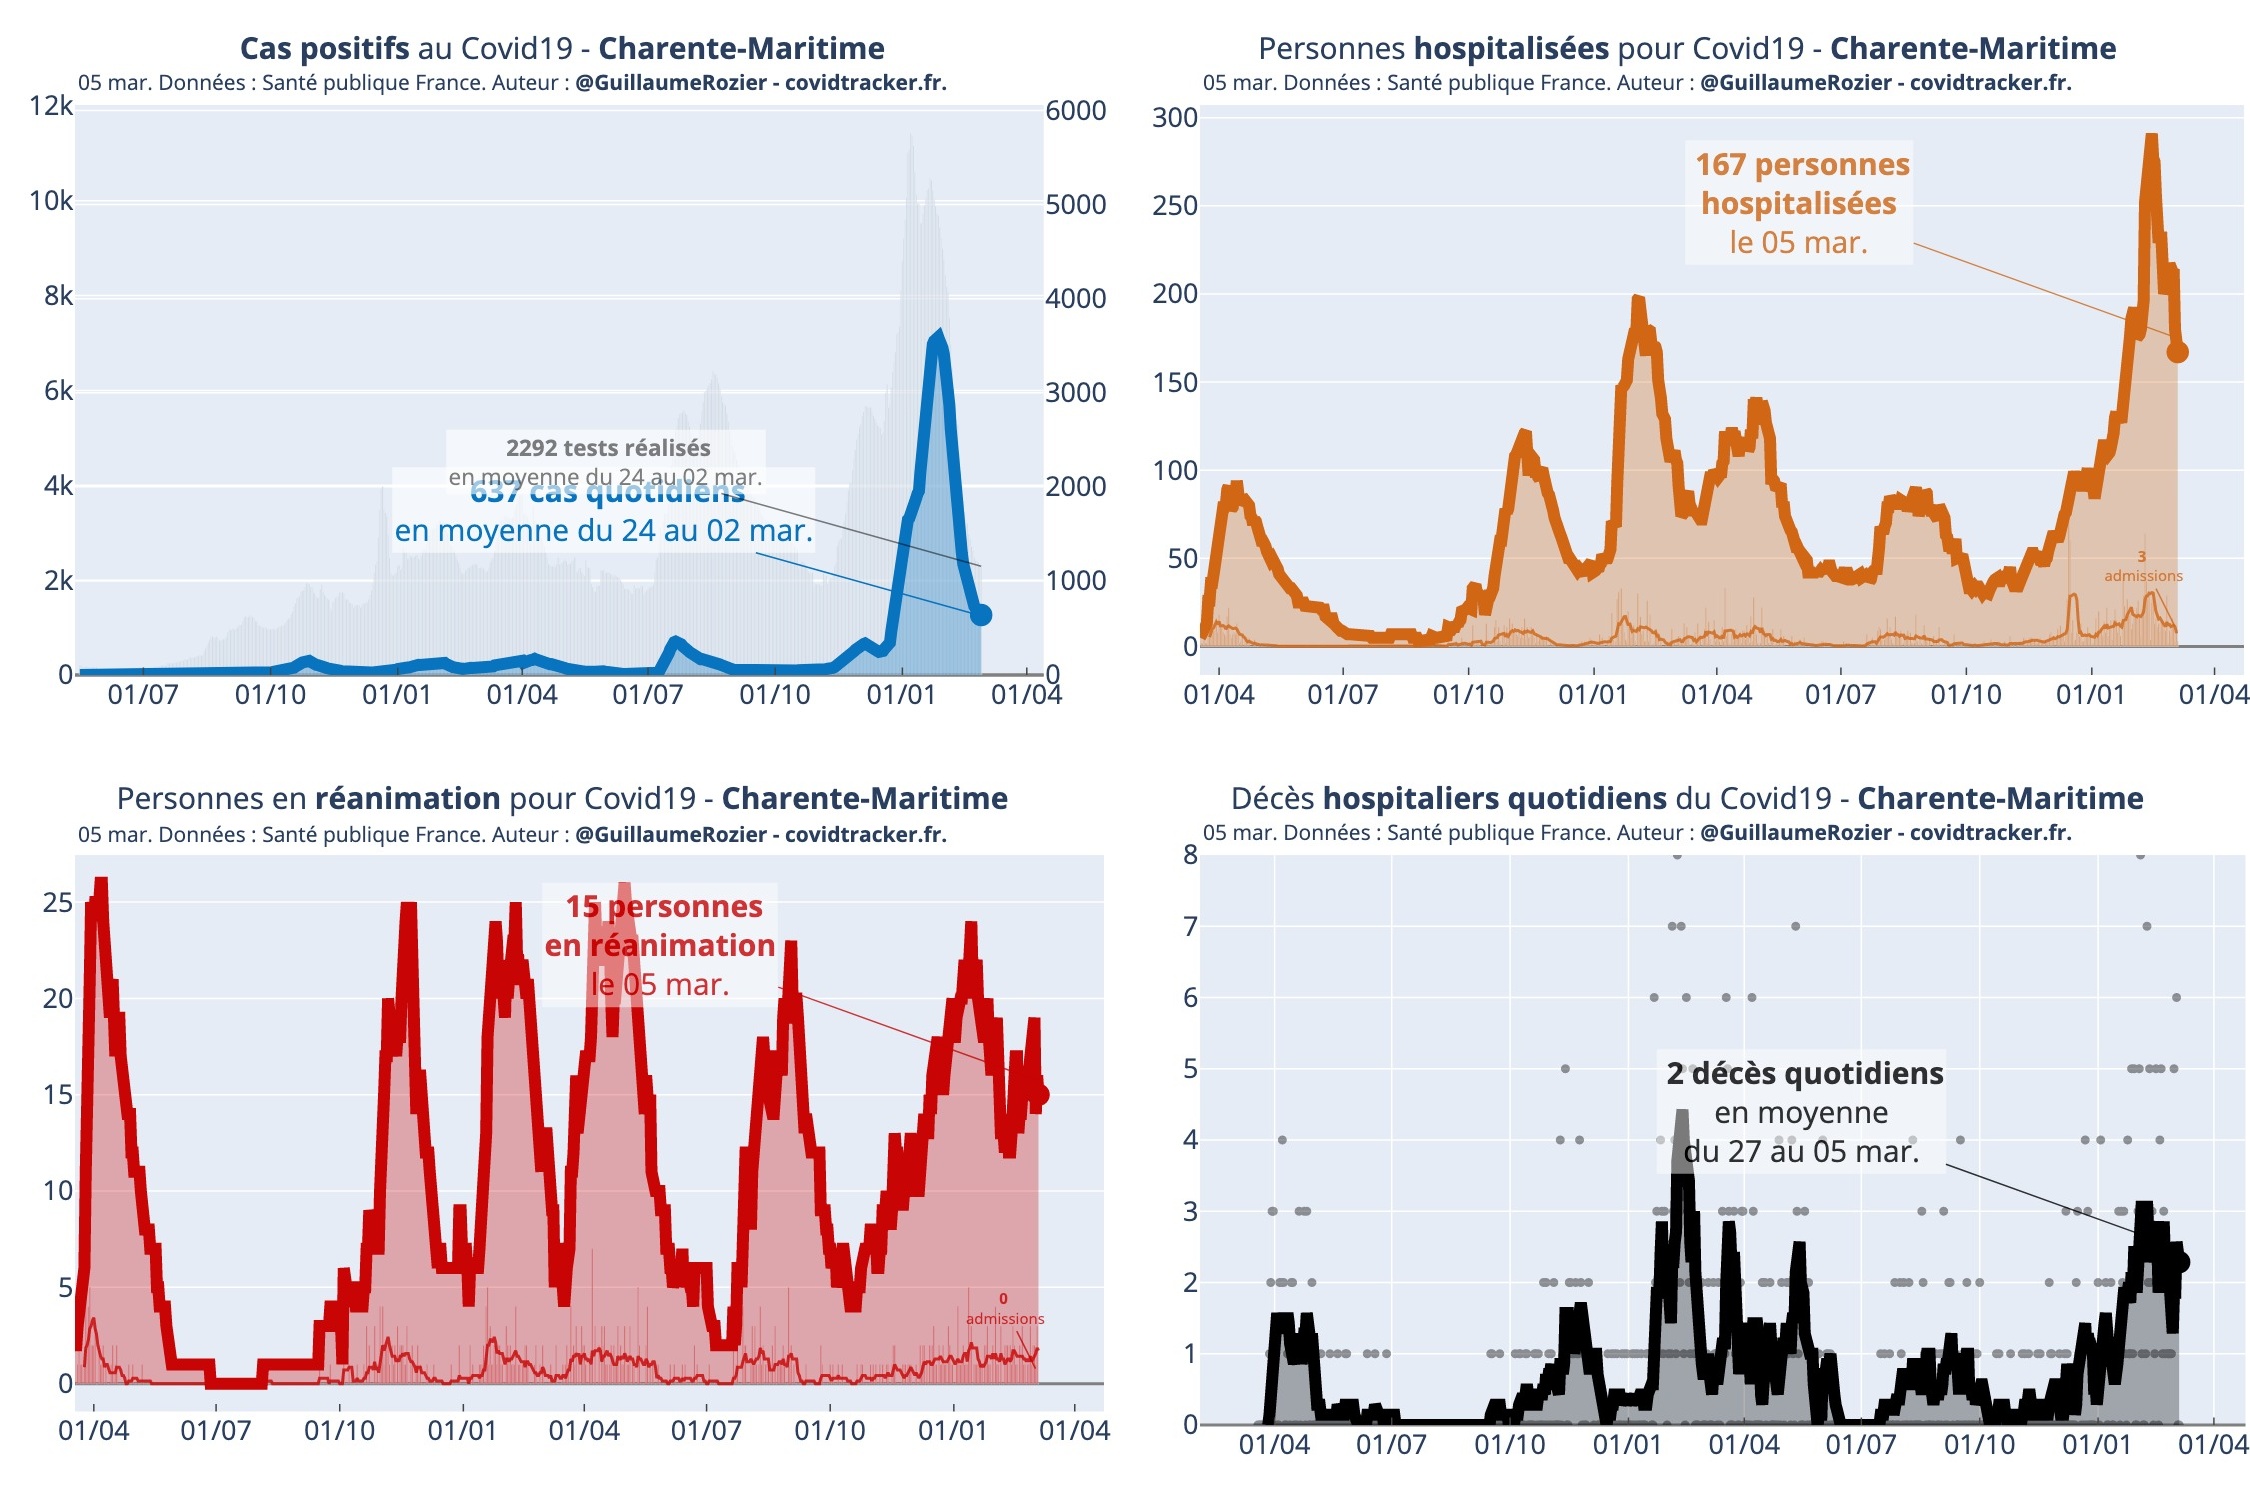 Cas positifs au Covid19 - Charente-Maritime
05 mar. Données : Santé publique France. Auteur : @GuillaumeRozier - covidtracker.fr.
12k
10k
8k
6k
4k
2k
0
6000
5000
4000
3000
2000
1000
0
2292 tests réalisés
en moyenne du 24 au 02 mar.
637 cas quotidiens
en moyenne du 24 au 02 mar.
01/07 01/10 01/01 01/04 01/07 01/10 01/01 01/04
Personnes hospitalisées pour Covid19 - Charente-Maritime
05 mar. Données : Santé publique France. Auteur : @GuillaumeRozier - covidtracker.fr.
300
250
200
150
100
50
0
167 personnes
hospitalisées
le 05 mar.
3
admissions
01/04 01/07 01/10 01/01 01/04 01/07 01/10 01/01 01/04
Personnes en réanimation pour Covid19 - Charente-Maritime
05 mar. Données : Santé publique France. Auteur : @GuillaumeRozier - covidtracker.fr.
25
20
15
10
5
0
15 personnes
en réanimation
le 05 mar.
0
admissions
01/04 01/07 01/10 01/01 01/04 01/07 01/10 01/01 01/04
Décès hospitaliers quotidiens du Covid19 - Charente-Maritime
05 mar. Données : Santé publique France. Auteur : @GuillaumeRozier - covidtracker.fr.
8
7
6
5
4
3
2
1
0
2 décès quotidiens
en moyenne
du 27 au 05 mar.
01/04 01/07 01/10 01/01 01/04 01/07 01/10 01/01 01/04